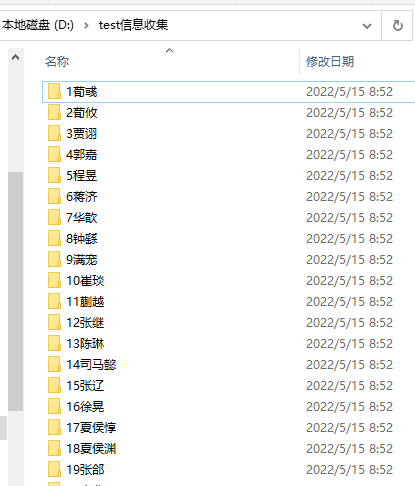 本地磁盘 (D:) › test信息收集
名称 修改日期
1荀彧 2022/5/15 8:52
2荀攸 2022/5/15 8:52
3贾诩 2022/5/15 8:52
4郭嘉 2022/5/15 8:52
5程昱 2022/5/15 8:52
6蒋济 2022/5/15 8:52
7华歆 2022/5/15 8:52
8钟繇 2022/5/15 8:52
9满宠 2022/5/15 8:52
10崔琰 2022/5/15 8:52
11蒯越 2022/5/15 8:52
12张继 2022/5/15 8:52
13陈琳 2022/5/15 8:52
14司马懿 2022/5/15 8:52
15张辽 2022/5/15 8:52
16徐晃 2022/5/15 8:52
17夏侯惇 2022/5/15 8:52
18夏侯渊 2022/5/15 8:52
19张郃 2022/5/15 8:52